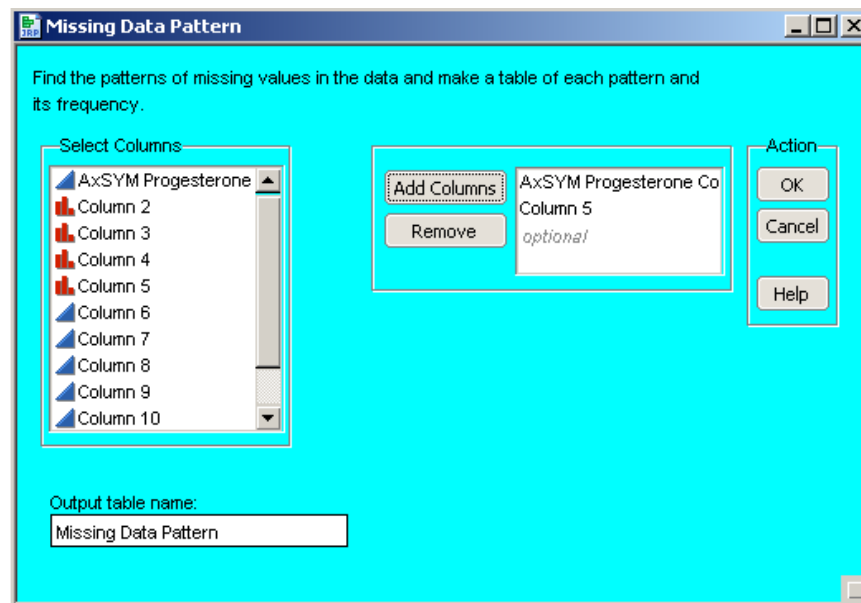 Missing Data Pattern
Find the patterns of missing values in the data and make a table of each pattern and
its frequency.
Select Columns
AxSYM Progesterone
Column 2
Column 3
Column 4
Column 5
Column 6
Column 7
Column 8
Column 9
Column 10
Add Columns
Remove
AxSYM Progesterone Co
Column 5
optional
Action
OK
Cancel
Help
Output table name:
Missing Data Pattern